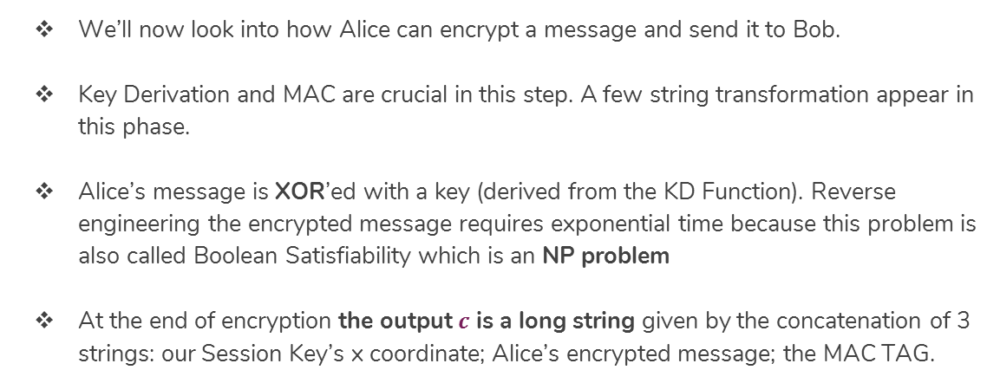 ❖ We'll now look into how Alice can encrypt a message and send it to Bob.
❖ Key Derivation and MAC are crucial in this step. A few string transformation appear in
this phase.
❖ Alice's message is XOR'ed with a key (derived from the KD Function). Reverse
engineering the encrypted message requires exponential time because this problem is
also called Boolean Satisfiability which is an NP problem
❖ At the end of encryption the output c is a long string given by the concatenation of 3
strings: our Session Key's x coordinate; Alice's encrypted message; the MAC TAG.